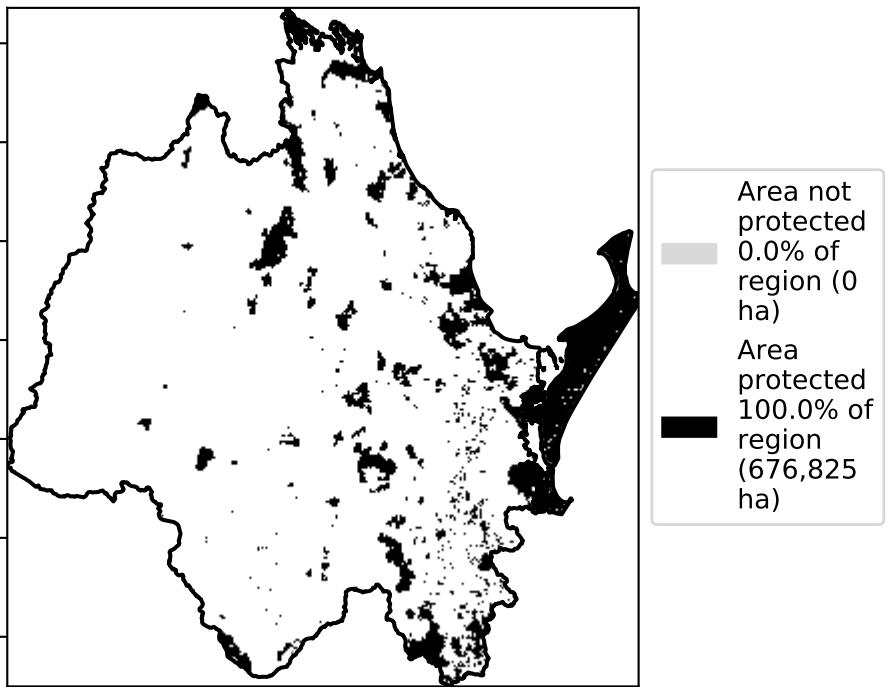 Area not
protected
0.0% of
region (0
ha)
Area
protected
100.0% of
region
(676,825
ha)